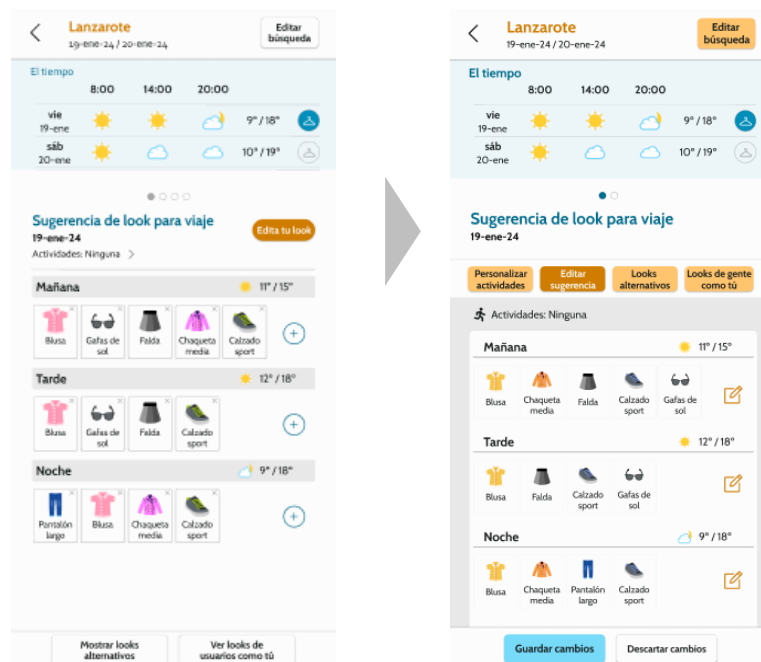 Lanzarote
19-ene-24 / 20-ene-24
Editar
búsqueda
El tiempo
8:00 14:00 20:00
vie
19-ene
9° / 18°
sáb
20-ene
10° / 19°
Sugerencia de look para viaje
19-ene-24
Actividades: Ninguna >
Edita tu look
Mañana 11° / 15°
Blusa
Gafas de
sol
Falda
Chaqueta
media
Calzado
sport
Tarde 12° / 18°
Blusa
Gafas de
sol
Falda
Calzado
sport
Noche 9° / 18°
Pantalón
largo
Blusa
Chaqueta
media
Calzado
sport
Mostrar looks
alternativos
Ver looks de
usuarios como tú
Lanzarote
19-ene-24 / 20-ene-24
Editar
búsqueda
El tiempo
8:00 14:00 20:00
vie
19-ene
9° / 18°
sáb
20-ene
10° / 19°
Sugerencia de look para viaje
19-ene-24
Personalizar
actividades
Editar
sugerencia
Looks
alternativos
Looks de gente
como tú
Actividades: Ninguna
Mañana 11° / 15°
Blusa
Chaqueta
media
Falda
Calzado
sport
Gafas de
sol
Tarde 12° / 18°
Blusa
Falda
Calzado
sport
Gafas de
sol
Noche 9° / 18°
Blusa
Chaqueta
media
Pantalón
largo
Calzado
sport
Guardar cambios
Descartar cambios